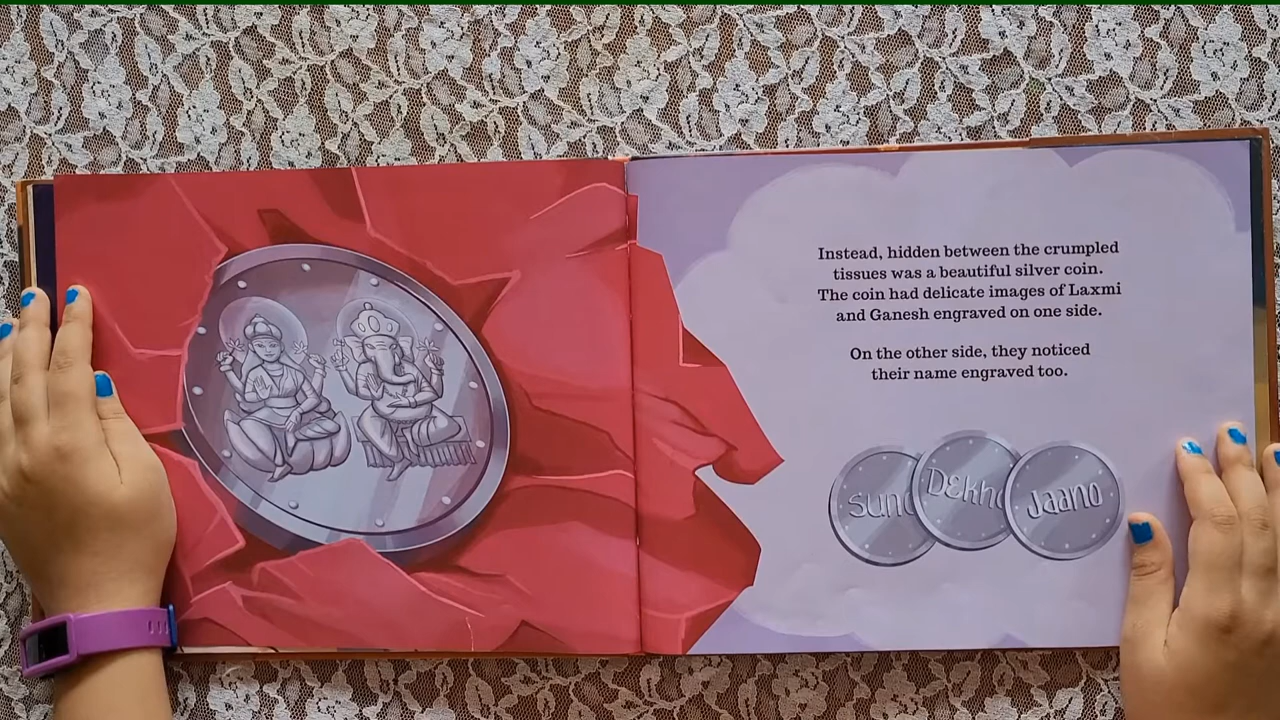 Instead, hidden between the crumpled
tissues was a beautiful silver coin.
The coin had delicate images of Laxmi
and Ganesh engraved on one side.
On the other side, they noticed
their name engraved too.
Suno Dekho Jaano